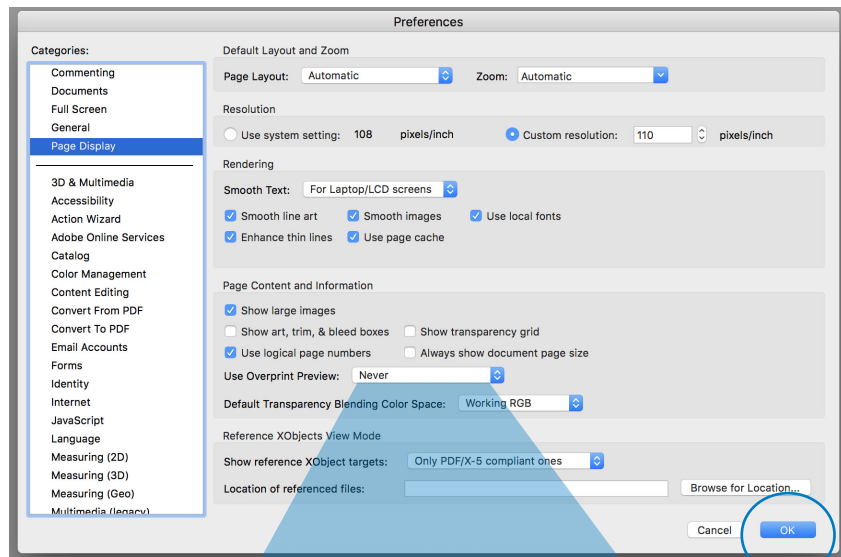 Preferences
Categories:
Commenting
Documents
Full Screen
General
Page Display
3D & Multimedia
Accessibility
Action Wizard
Adobe Online Services
Catalog
Color Management
Content Editing
Convert From PDF
Convert To PDF
Email Accounts
Forms
Identity
Internet
JavaScript
Language
Measuring (2D)
Measuring (3D)
Measuring (Geo)
Multimedia (legacy)
Default Layout and Zoom
Page Layout: Automatic Zoom: Automatic
Resolution
Use system setting: 108 pixels/inch Custom resolution: 110 pixels/inch
Rendering
Smooth Text: For Laptop/LCD screens
Smooth line art Smooth images Use local fonts
Enhance thin lines Use page cache
Page Content and Information
Show large images
Show art, trim, & bleed boxes Show transparency grid
Use logical page numbers Always show document page size
Use Overprint Preview: Never
Default Transparency Blending Color Space: Working RGB
Reference XObjects View Mode
Show reference XObject targets: Only PDF/X-5 compliant ones
Location of referenced files: Browse for Location...
Cancel OK